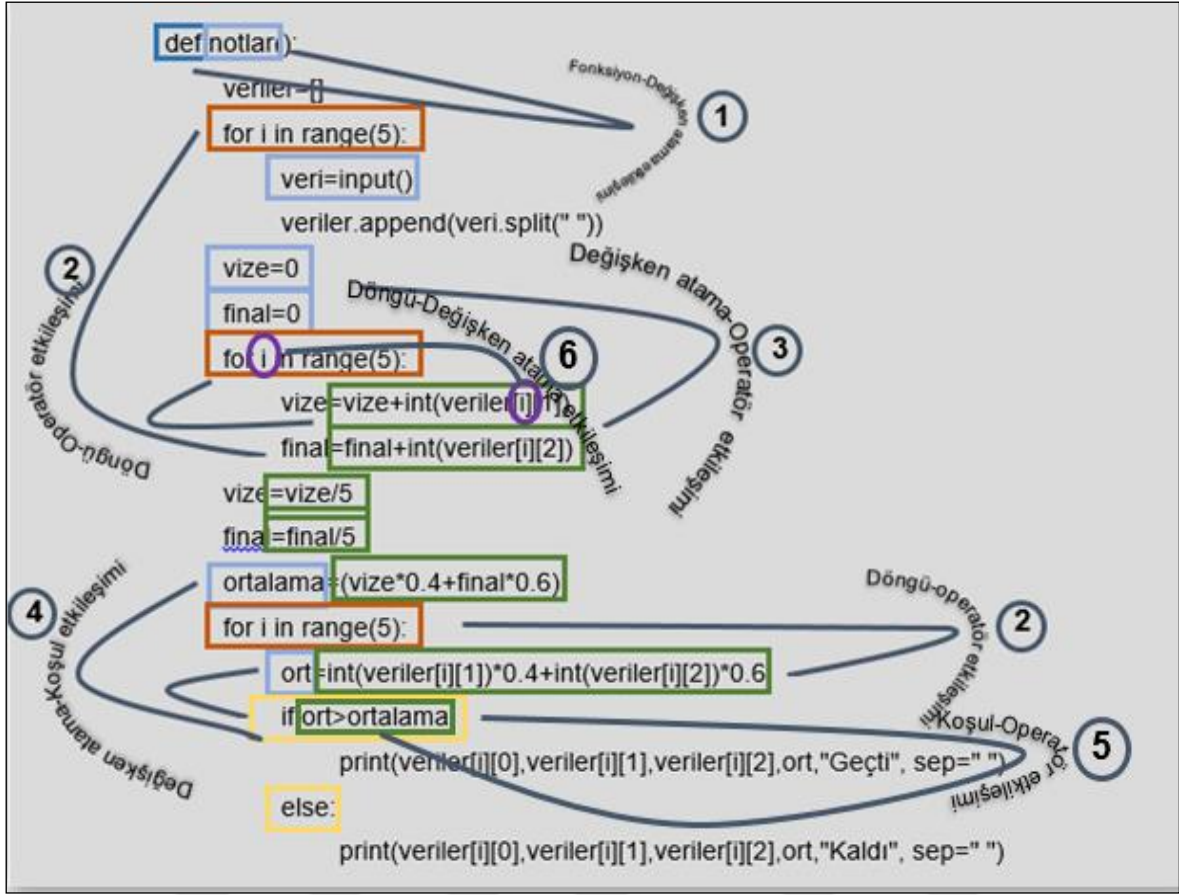 def notlar():
veriler=[]
for i in range(5):
veri=input()
veriler.append(veri.split(" "))
vize=0
final=0
for i in range(5):
vize=vize+int(veriler[i][1])
final=final+int(veriler[i][2])
vize=vize/5
final=final/5
ortalama=(vize*0.4+final*0.6)
for i in range(5):
ort=int(veriler[i][1])*0.4+int(veriler[i][2])*0.6
if ort>ortalama
print(veriler[i][0],veriler[i][1],veriler[i][2],ort,"Geçti", sep=" ")
else:
print(veriler[i][0],veriler[i][1],veriler[i][2],ort,"Kaldı", sep=" ")
Fonksiyon-Değişken atama etkileşimi
1
2
Döngü-Operatör etkileşimi
Değişken atama-Operatör etkileşimi
3
Döngü-Değişken atama etkileşimi
6
4
Değişken atama-Koşul etkileşimi
Döngü-operatör etkileşimi
2
Koşul-Operatör etkileşimi
5